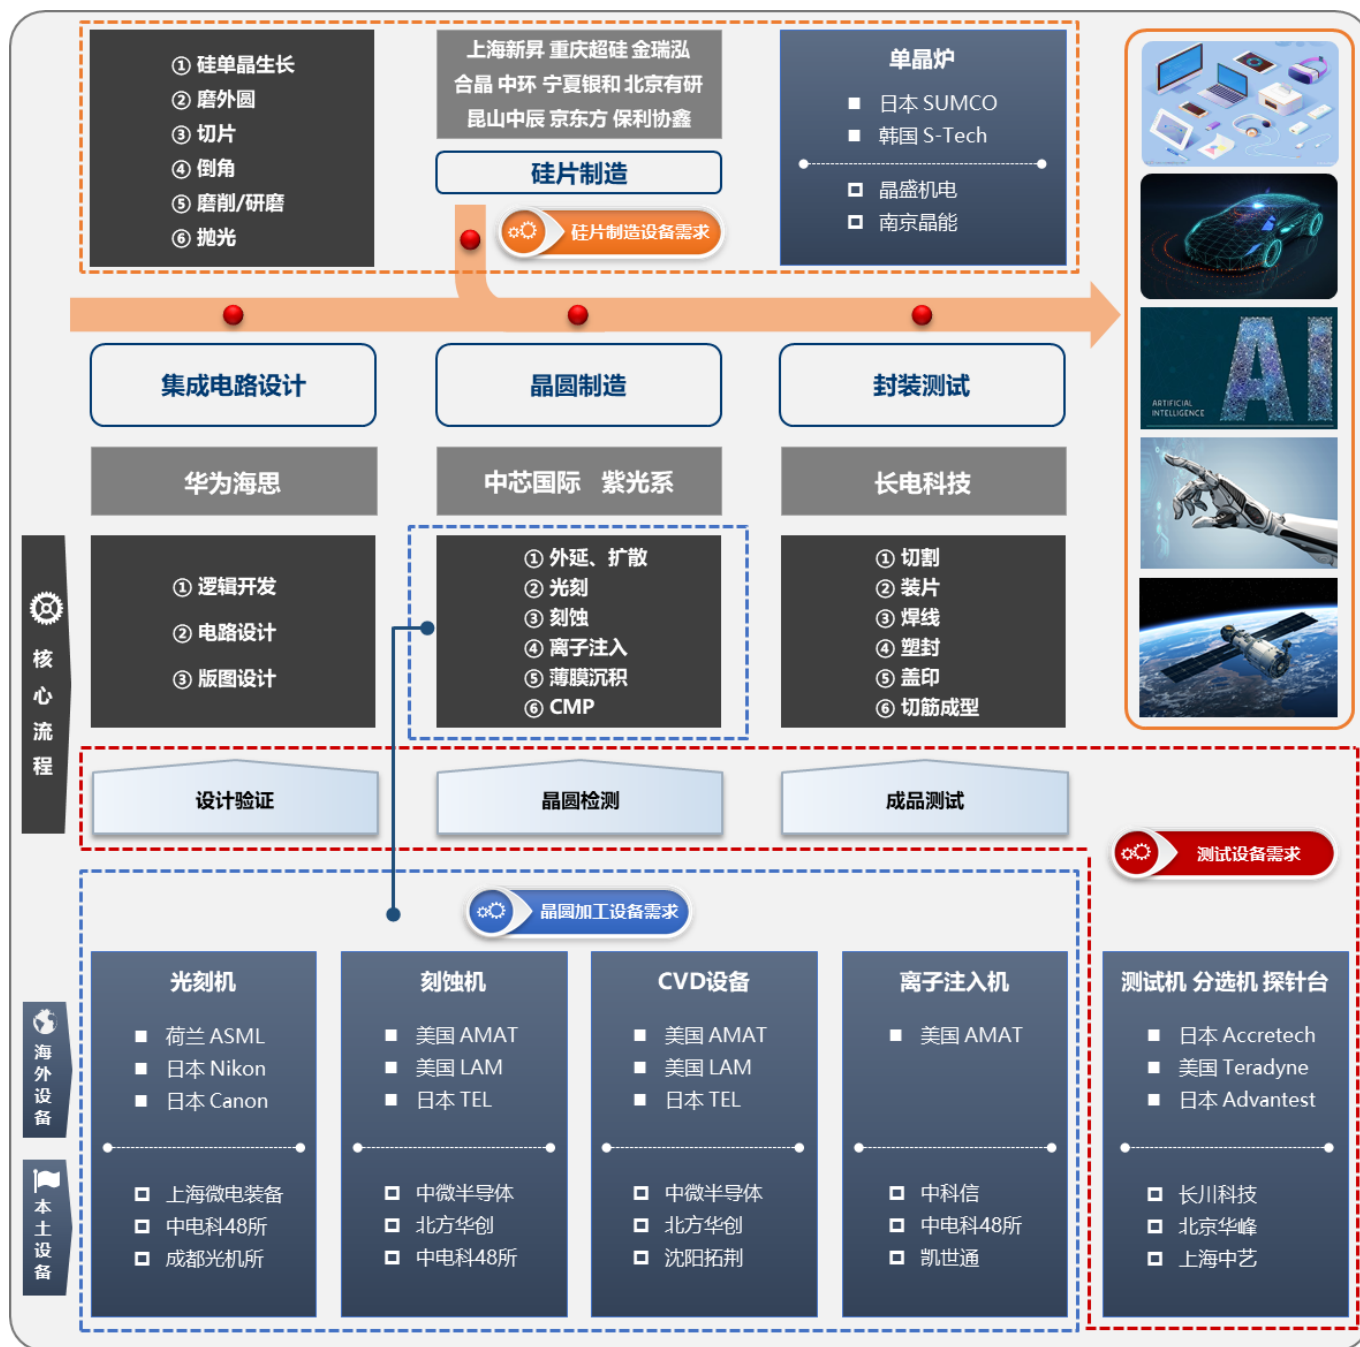 ① 硅单晶生长
② 磨外圆
③ 切片
④ 倒角
⑤ 磨削/研磨
⑥ 抛光
上海新昇 重庆超硅 金瑞泓
合晶 中环 宁夏银和 北京有研
昆山中辰 京东方 保利协鑫
硅片制造
硅片制造设备需求
单晶炉
日本 SUMCO
韩国 S-Tech
晶盛机电
南京晶能
ARTIFICIAL
INTELLIGENCE
AI
集成电路设计
晶圆制造
封装测试
华为海思
中芯国际 紫光系
长电科技
核心流程
① 逻辑开发
② 电路设计
③ 版图设计
① 外延、扩散
② 光刻
③ 刻蚀
④ 离子注入
⑤ 薄膜沉积
⑥ CMP
① 切割
② 装片
③ 焊线
④ 塑封
⑤ 盖印
⑥ 切筋成型
设计验证
晶圆检测
成品测试
测试设备需求
晶圆加工设备需求
海外设备
本土设备
光刻机
荷兰 ASML
日本 Nikon
日本 Canon
上海微电装备
中电科48所
成都光机所
刻蚀机
美国 AMAT
美国 LAM
日本 TEL
中微半导体
北方华创
中电科48所
CVD设备
美国 AMAT
美国 LAM
日本 TEL
中微半导体
北方华创
沈阳拓荆
离子注入机
美国 AMAT
中科信
中电科48所
凯世通
测试机 分选机 探针台
日本 Accretech
美国 Teradyne
日本 Advantest
长川科技
北京华峰
上海中艺